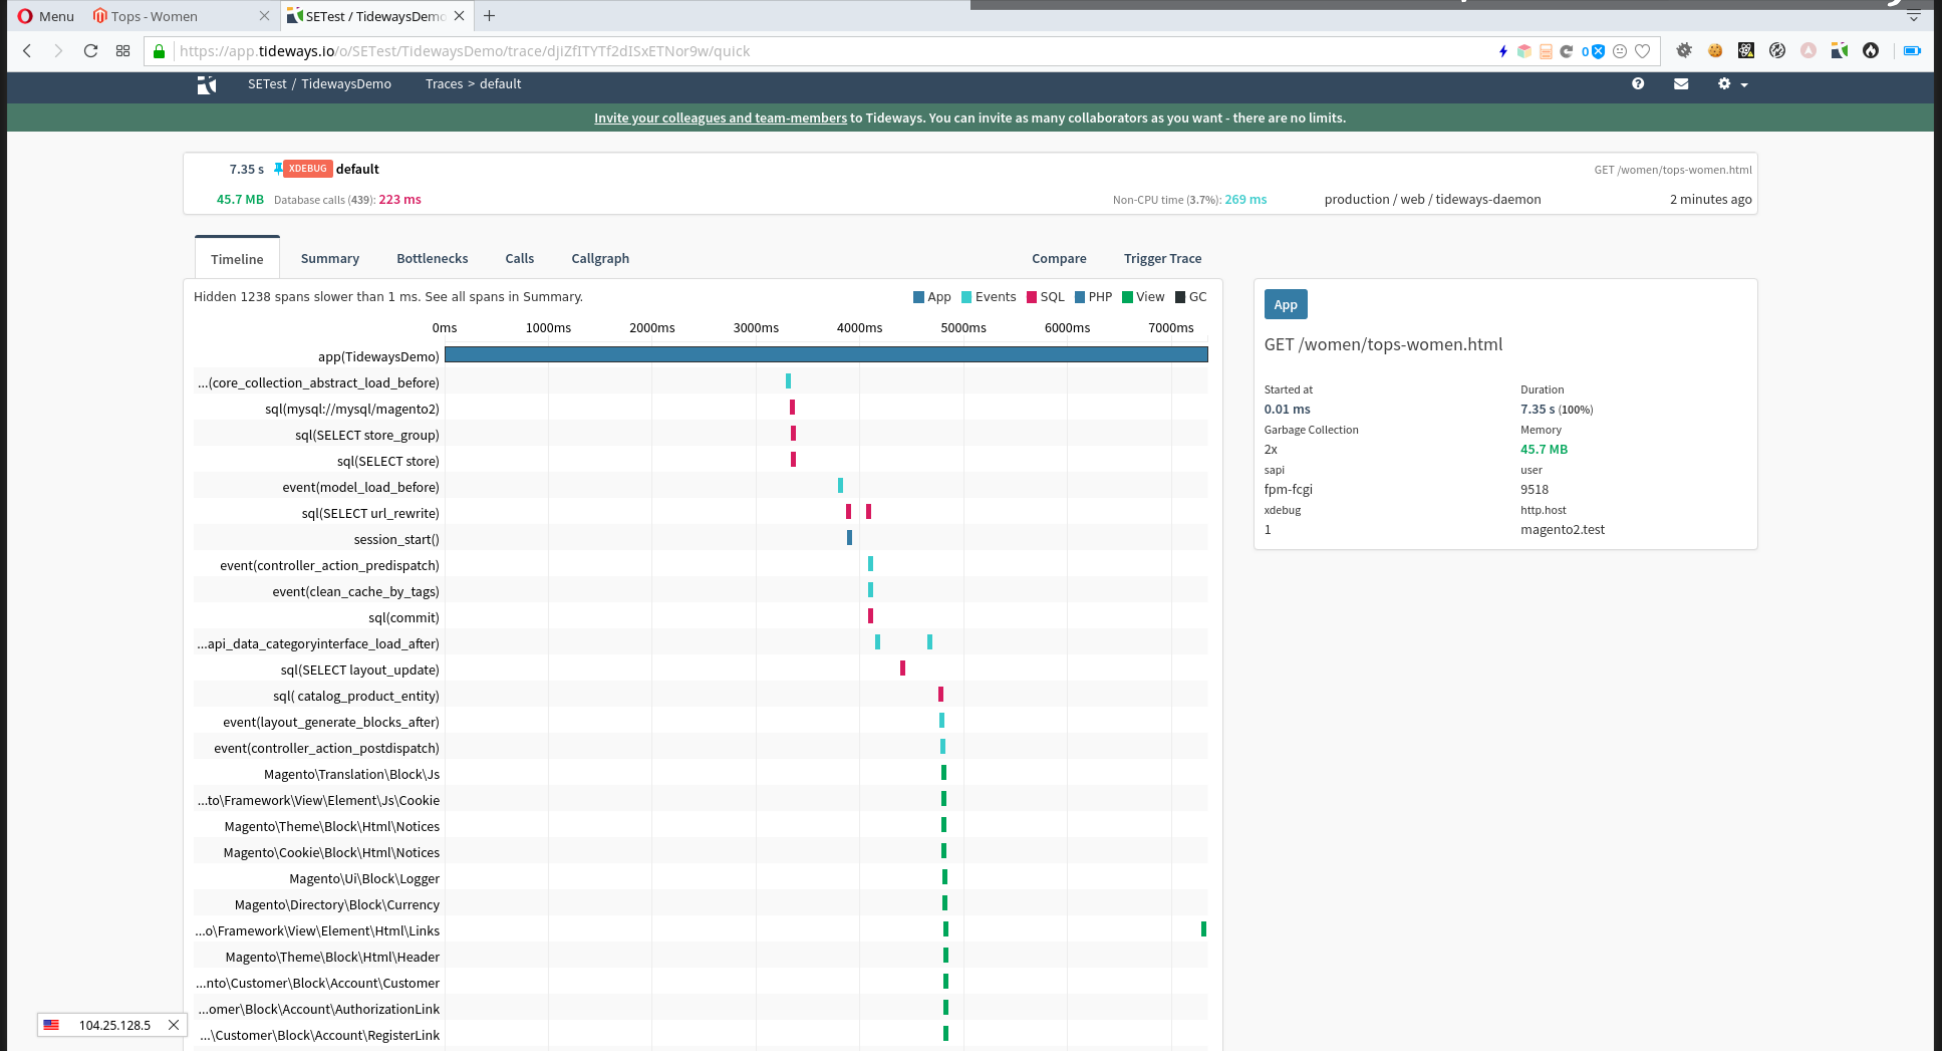 Menu
Tops - Women
SETest / TidewaysDemo
https://app.tideways.io/o/SETest/TidewaysDemo/trace/djiZfITYTf2dISxETNor9w/quick
0
SETest / TidewaysDemo
Traces > default
Invite your colleagues and team-members to Tideways. You can invite as many collaborators as you want - there are no limits.
7.35 s XDEBUG default
GET /women/tops-women.html
45.7 MB Database calls (439): 223 ms
Non-CPU time (3.7%): 269 ms
production / web / tideways-daemon
2 minutes ago
Timeline
Summary
Bottlenecks
Calls
Callgraph
Compare
Trigger Trace
Hidden 1238 spans slower than 1 ms. See all spans in Summary.
App Events SQL PHP View GC
0ms 1000ms 2000ms 3000ms 4000ms 5000ms 6000ms 7000ms
app(TidewaysDemo)
...(core_collection_abstract_load_before)
sql(mysql://mysql/magento2)
sql(SELECT store_group)
sql(SELECT store)
event(model_load_before)
sql(SELECT url_rewrite)
session_start()
event(controller_action_predispatch)
event(clean_cache_by_tags)
sql(commit)
...api_data_categoryinterface_load_after)
sql(SELECT layout_update)
sql( catalog_product_entity)
event(layout_generate_blocks_after)
event(controller_action_postdispatch)
Magento\Translation\Block\Js
...to\Framework\View\Element\Js\Cookie
Magento\Theme\Block\Html\Notices
Magento\Cookie\Block\Html\Notices
Magento\Ui\Block\Logger
Magento\Directory\Block\Currency
...o\Framework\View\Element\Html\Links
Magento\Theme\Block\Html\Header
...nto\Customer\Block\Account\Customer
...omer\Block\Account\AuthorizationLink
...\Customer\Block\Account\RegisterLink
App
GET /women/tops-women.html
Started at
Duration
0.01 ms
7.35 s (100%)
Garbage Collection
Memory
2x
45.7 MB
sapi
user
fpm-fcgi
9518
xdebug
http.host
1
magento2.test
104.25.128.5